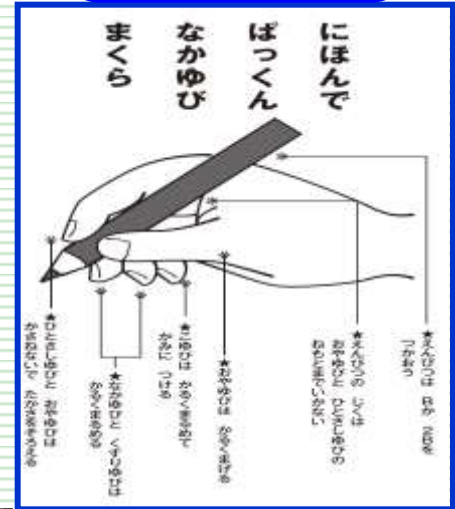 にほんで
ぱっくん
なかゆび
まくら
★えんぴつは Bか 2Bを
つかおう
★えんぴつの じくは
おやゆびと ひとさしゆびの
ねもとまでいかない
★おやゆびは かるくまげる
★こゆびは かるくまるめて
かみに つける
★なかゆびと くすりゆびは
かるくまるめる
★ひとさしゆびと おやゆびは
かさねないで たかさをそろえる